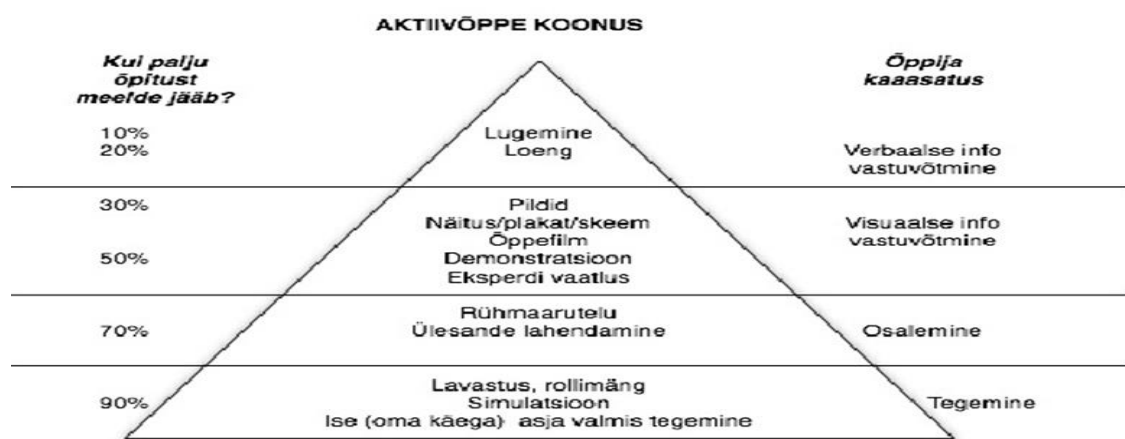 AKTIIVÕPPE KOONUS
Kui palju
õpitust
meelde jääb?
Õppija
kaaasatus
10%
Lugemine
20%
Loeng
Verbaalse info
vastuvõtmine
30%
Pildid
Näitus/plakat/skeem
Visuaalse info
vastuvõtmine
Õppefilm
50%
Demonstratsioon
Eksperdi vaatlus
Rühmaarutelu
70%
Ülesande lahendamine
Osalemine
Lavastus, rollimäng
90%
Simulatsioon
Tegemine
Ise (oma käega) asja valmis tegemine